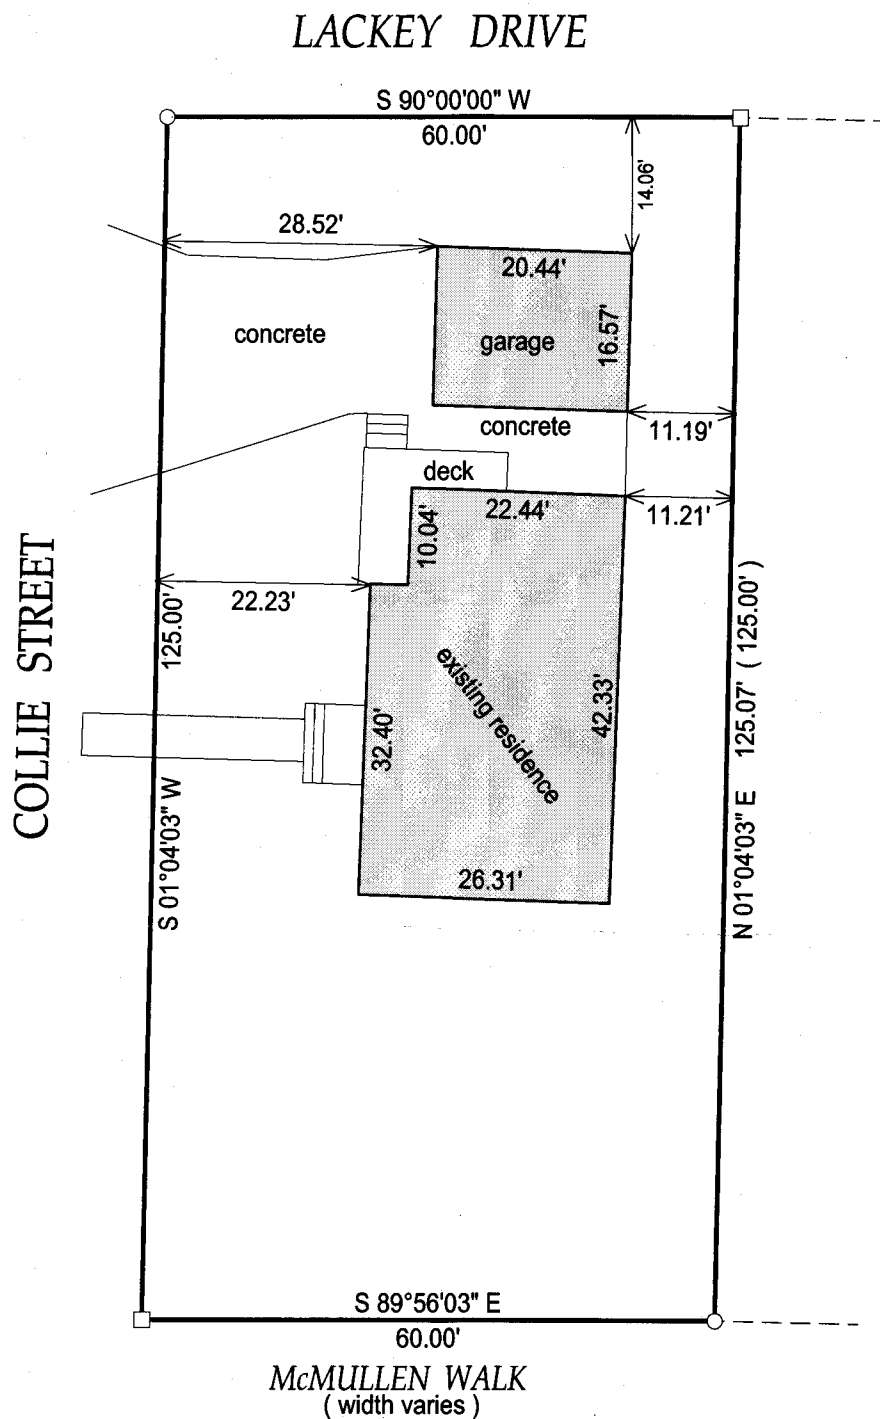 LACKEY DRIVE
S 90°00'00" W
60.00'
14.06'
28.52'
20.44'
16.57'
concrete
garage
concrete
11.19'
deck
22.44'
11.21'
10.04'
22.23'
COLLIE STREET
125.00'
S 01°04'03" W
existing residence
32.40'
42.33'
N 01°04'03" E 125.07' ( 125.00' )
26.31'
S 89°56'03" E
60.00'
McMULLEN WALK
( width varies )